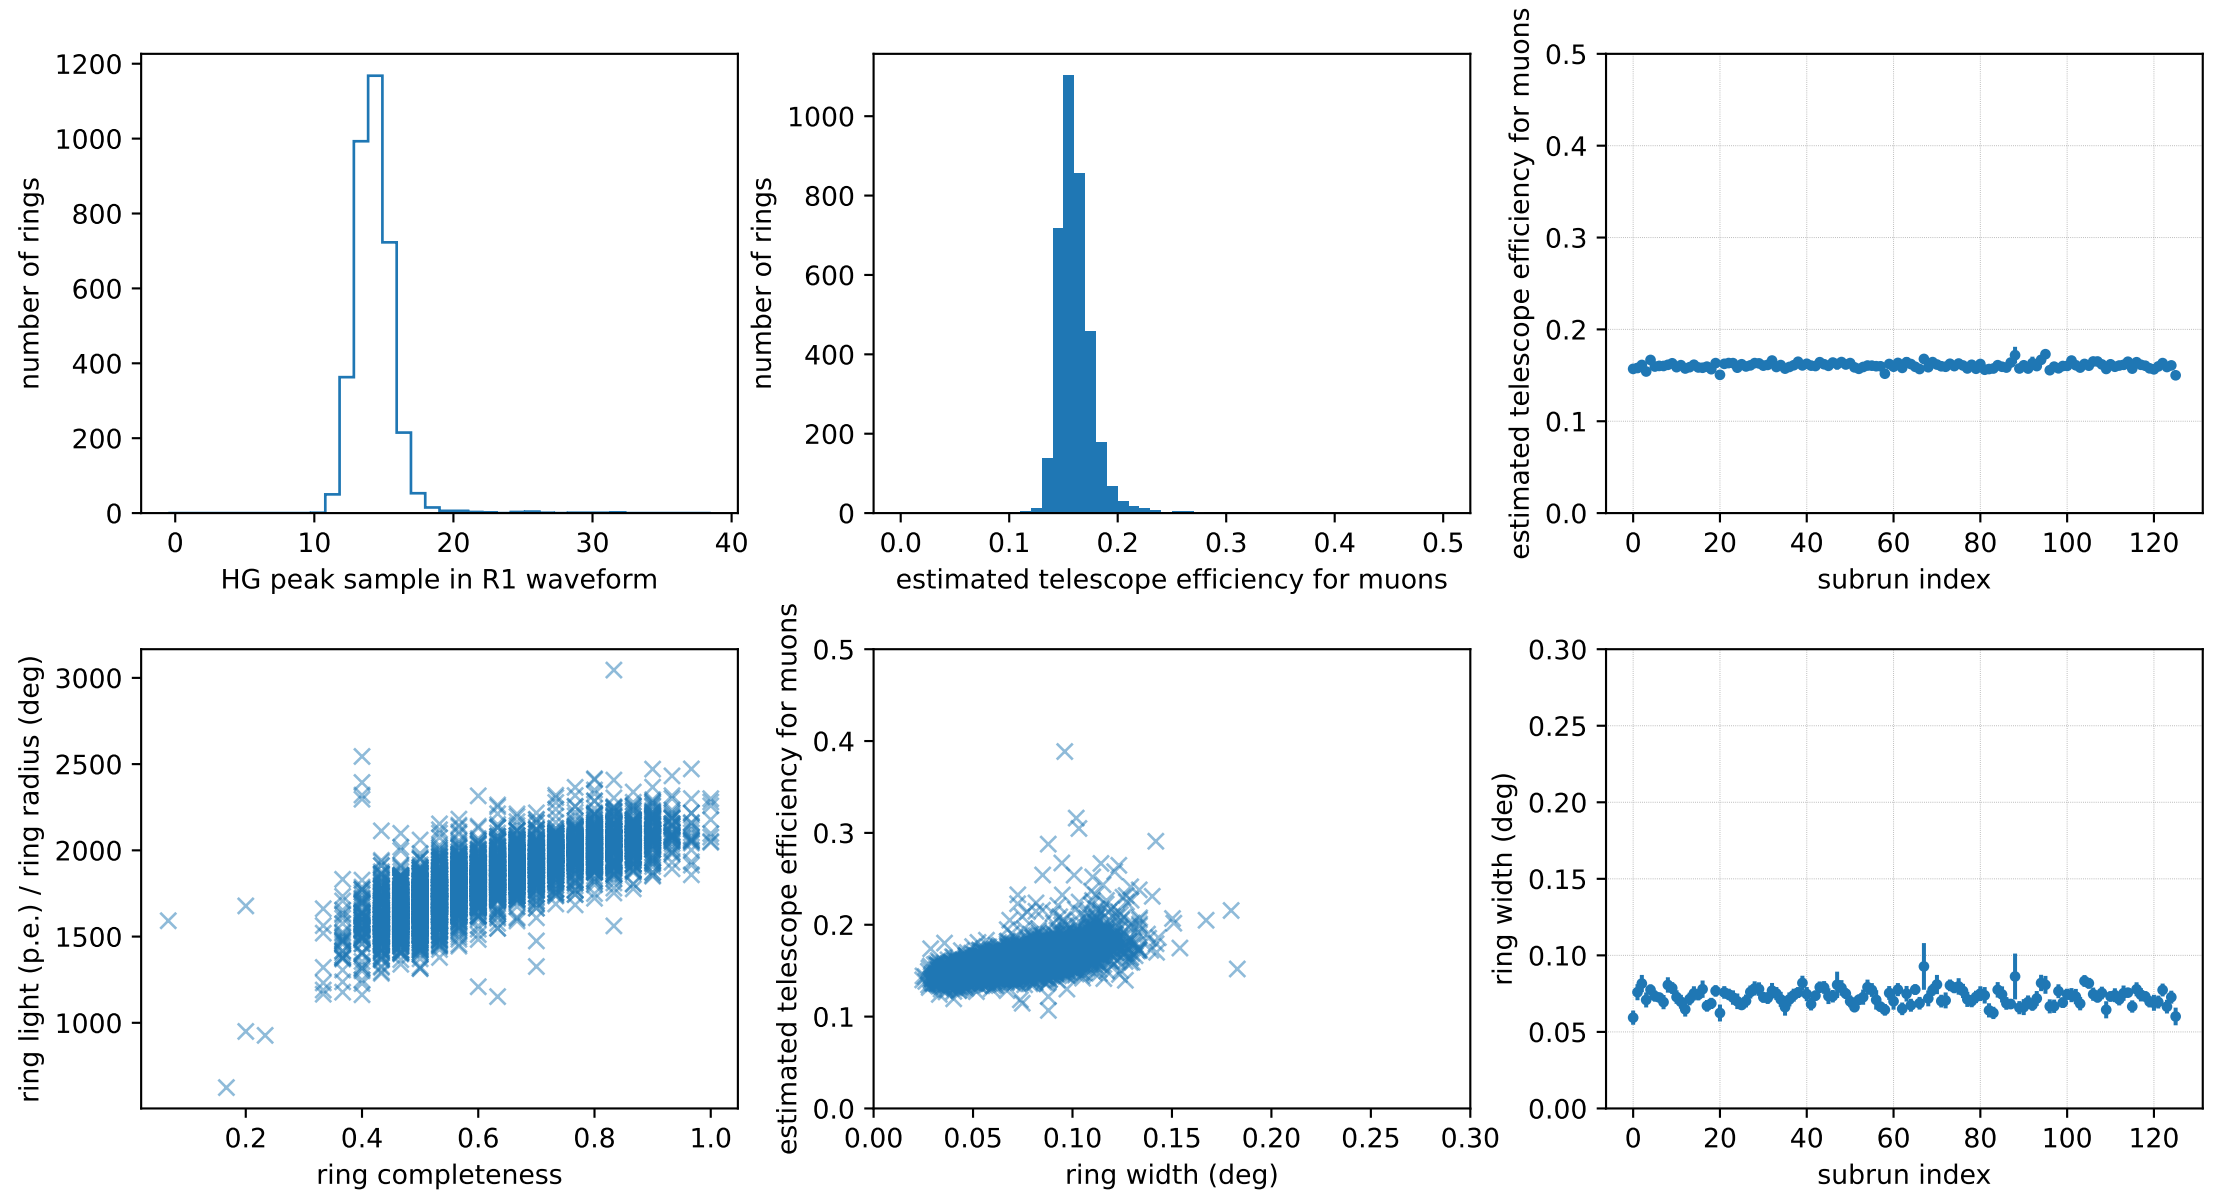 number of rings
1200
1000
800
600
400
200
0
0 10 20 30 40
HG peak sample in R1 waveform
number of rings
1000
800
600
400
200
0
0.0 0.1 0.2 0.3 0.4 0.5
estimated telescope efficiency for muons
estimated telescope efficiency for muons
0.5
0.4
0.3
0.2
0.1
0.0
0 20 40 60 80 100 120
subrun index
ring light (p.e.) / ring radius (deg)
3000
2500
2000
1500
1000
0.2 0.4 0.6 0.8 1.0
ring completeness
estimated telescope efficiency for muons
0.5
0.4
0.3
0.2
0.1
0.0
0.00 0.05 0.10 0.15 0.20 0.25 0.30
ring width (deg)
ring width (deg)
0.30
0.25
0.20
0.15
0.10
0.05
0.00
0 20 40 60 80 100 120
subrun index